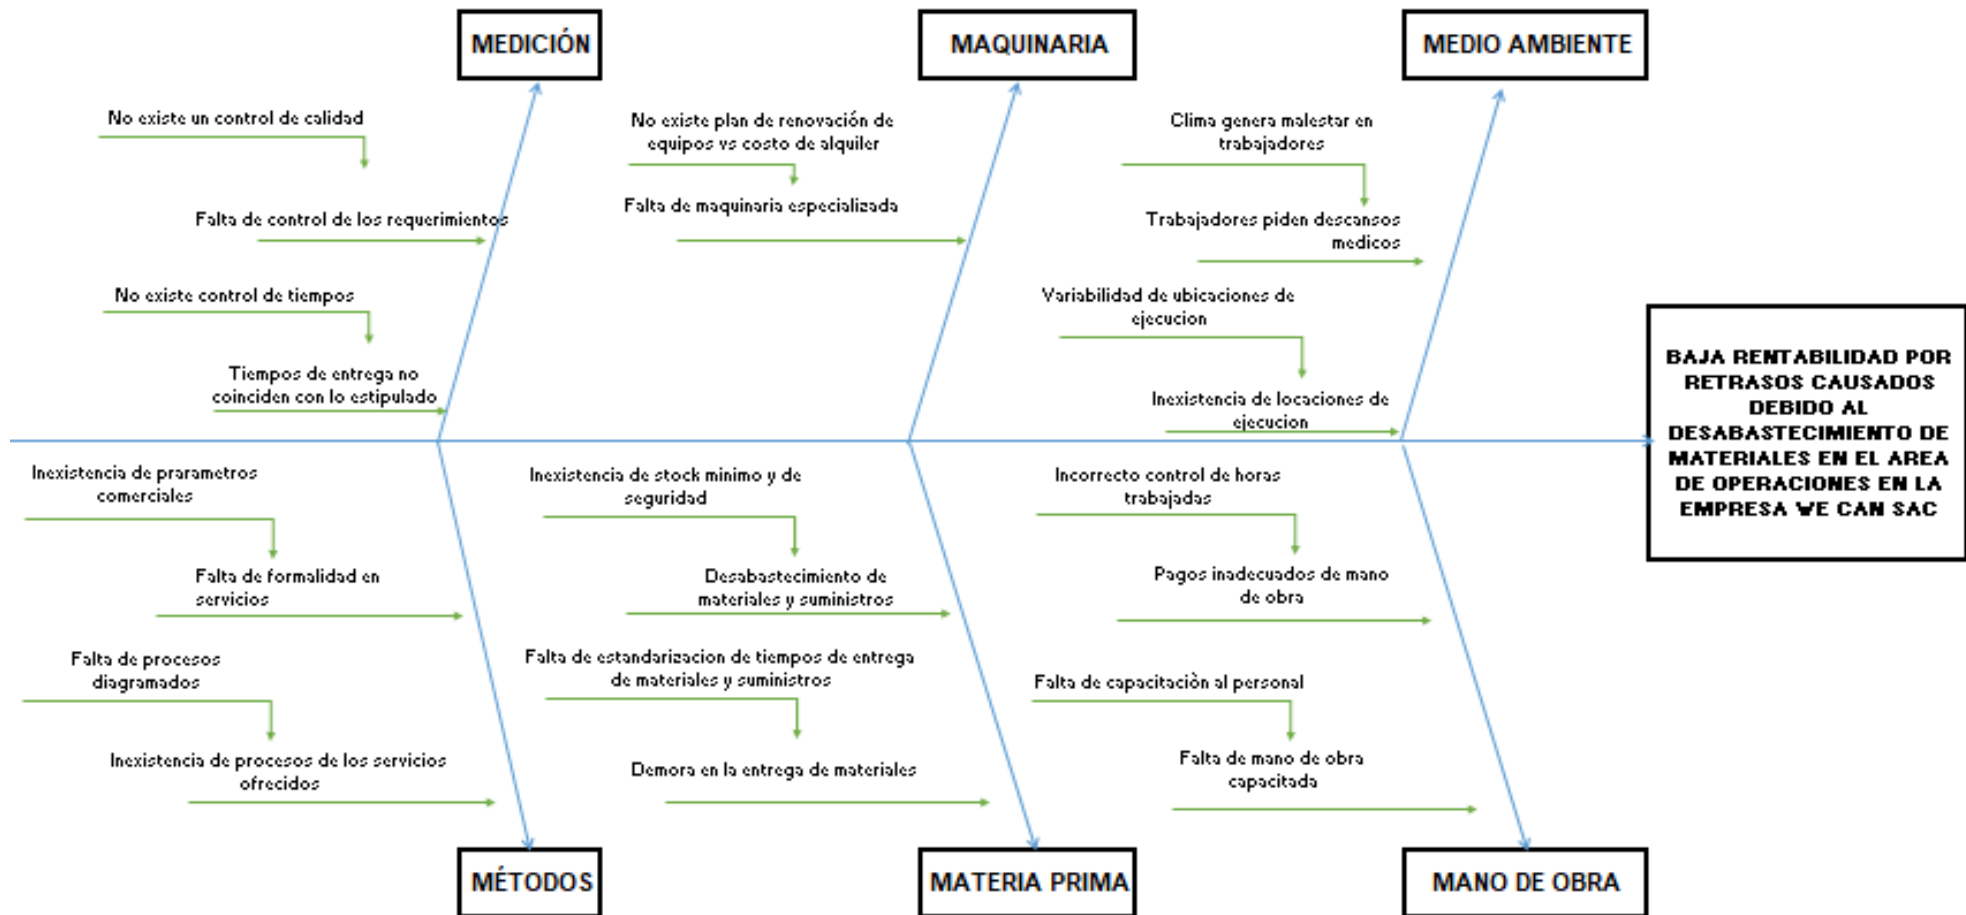 MEDICIÓN
MAQUINARIA
MEDIO AMBIENTE
No existe un control de calidad
Falta de control de los requerimientos
No existe control de tiempos
Tiempos de entrega no
coinciden con lo estipulado
No existe plan de renovación de
equipos vs costo de alquiler
Falta de maquinaria especializada
Clima genera malestar en
trabajadores
Trabajadores piden descansos
medicos
Variabilidad de ubicaciones de
ejecucion
Inexistencia de locaciones de
ejecucion
BAJA RENTABILIDAD POR
RETRASOS CAUSADOS
DEBIDO AL
DESABASTECIMIENTO DE
MATERIALES EN EL AREA
DE OPERACIONES EN LA
EMPRESA WE CAN SAC
Inexistencia de prarametros
comerciales
Falta de formalidad en
servicios
Falta de procesos
diagramados
Inexistencia de procesos de los servicios
ofrecidos
Inexistencia de stock minimo y de
seguridad
Desabastecimiento de
materiales y suministros
Falta de estandarizacion de tiempos de entrega
de materiales y suministros
Demora en la entrega de materiales
Incorrecto control de horas
trabajadas
Pagos inadecuados de mano
de obra
Falta de capacitaciòn al personal
Falta de mano de obra
capacitada
MÉTODOS
MATERIA PRIMA
MANO DE OBRA